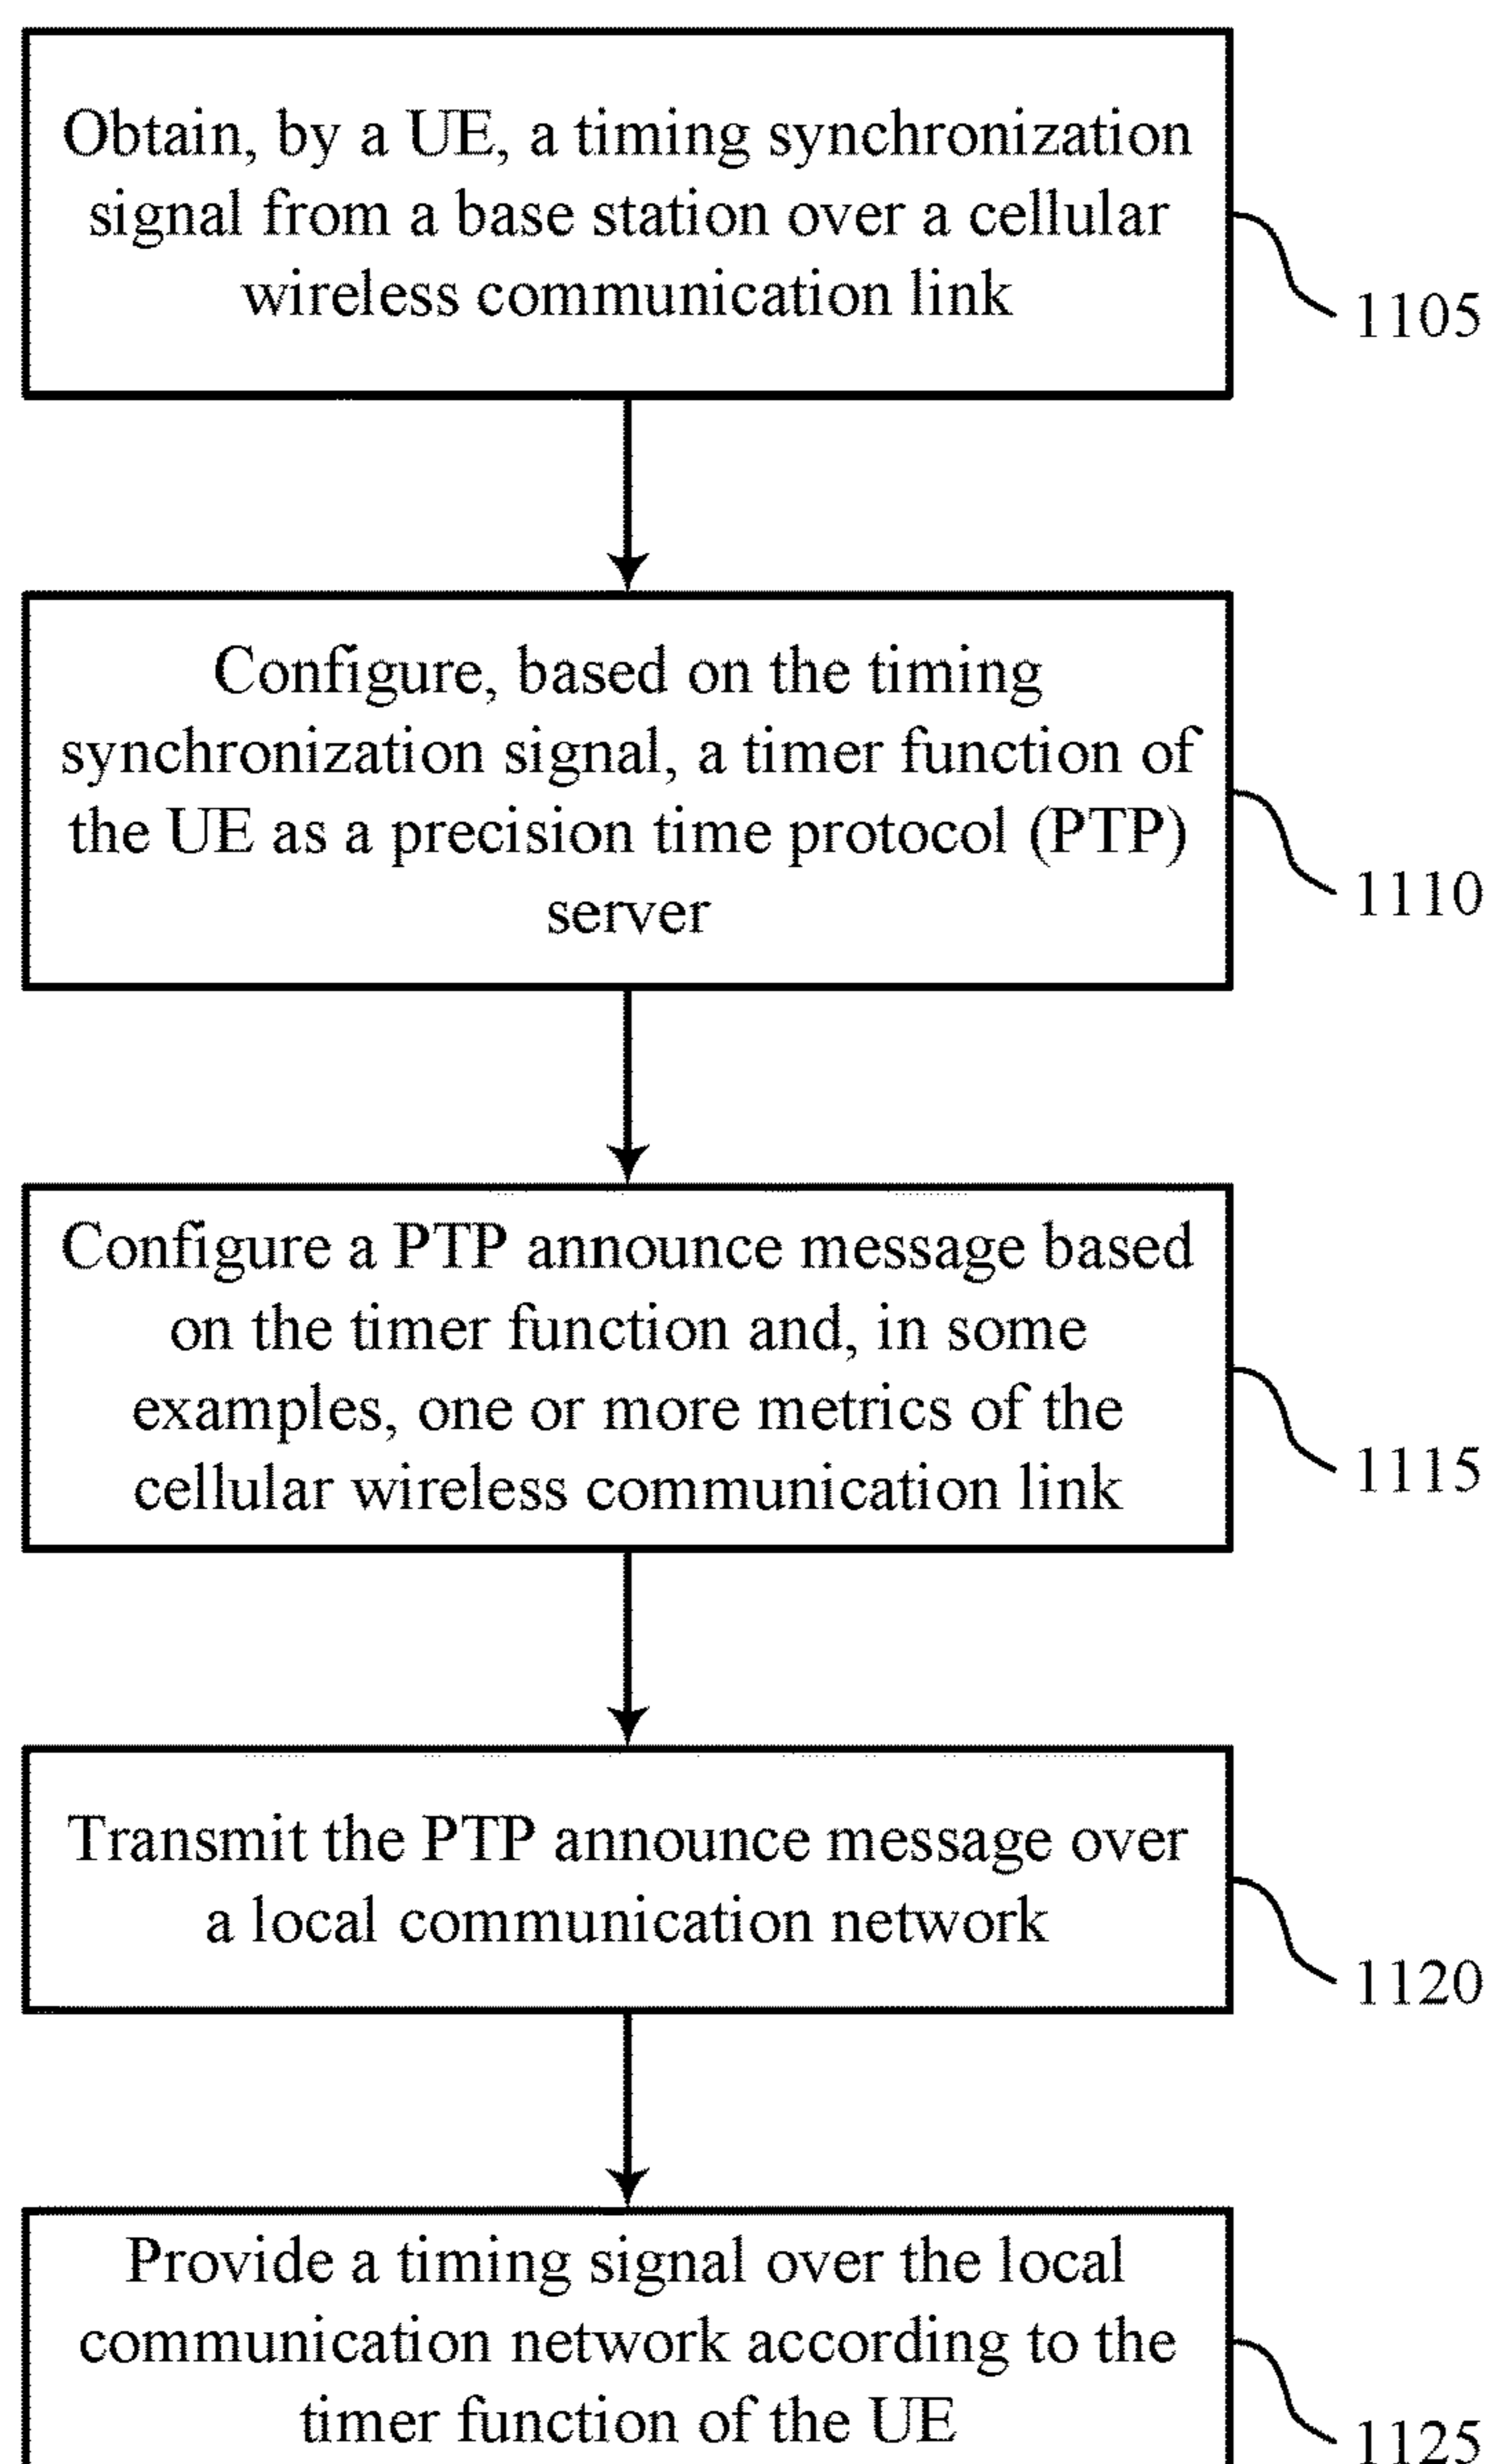 Obtain, by a UE, a timing synchronization
signal from a base station over a cellular
wireless communication link
1105
Configure, based on the timing
synchronization signal, a timer function of
the UE as a precision time protocol (PTP)
server
1110
Configure a PTP announce message based
on the timer function and, in some
examples, one or more metrics of the
cellular wireless communication link
1115
Transmit the PTP announce message over
a local communication network
1120
Provide a timing signal over the local
communication network according to the
timer function of the UE
1125